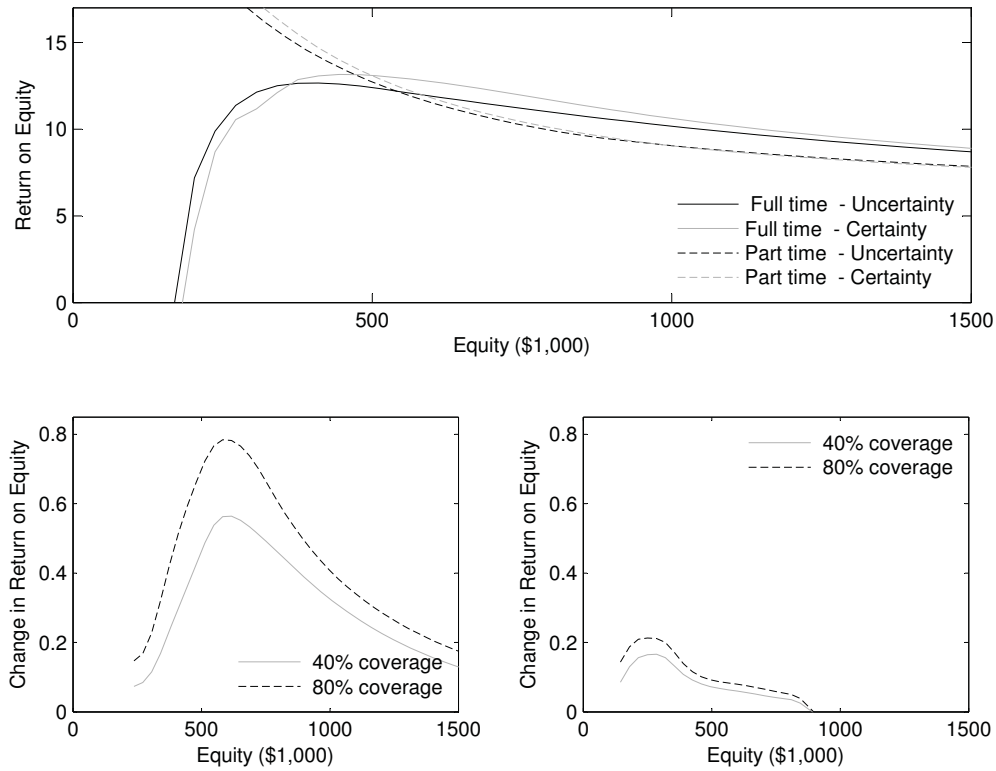 15
10
5
0
Return on Equity
Full time - Uncertainty
Full time - Certainty
Part time - Uncertainty
Part time - Certainty
0 500 1000 1500
Equity ($1,000)
0.8
0.6
0.4
0.2
0
Change in Return on Equity
40% coverage
80% coverage
0 500 1000 1500
Equity ($1,000)
0.8
0.6
0.4
0.2
0
Change in Return on Equity
40% coverage
80% coverage
0 500 1000 1500
Equity ($1,000)